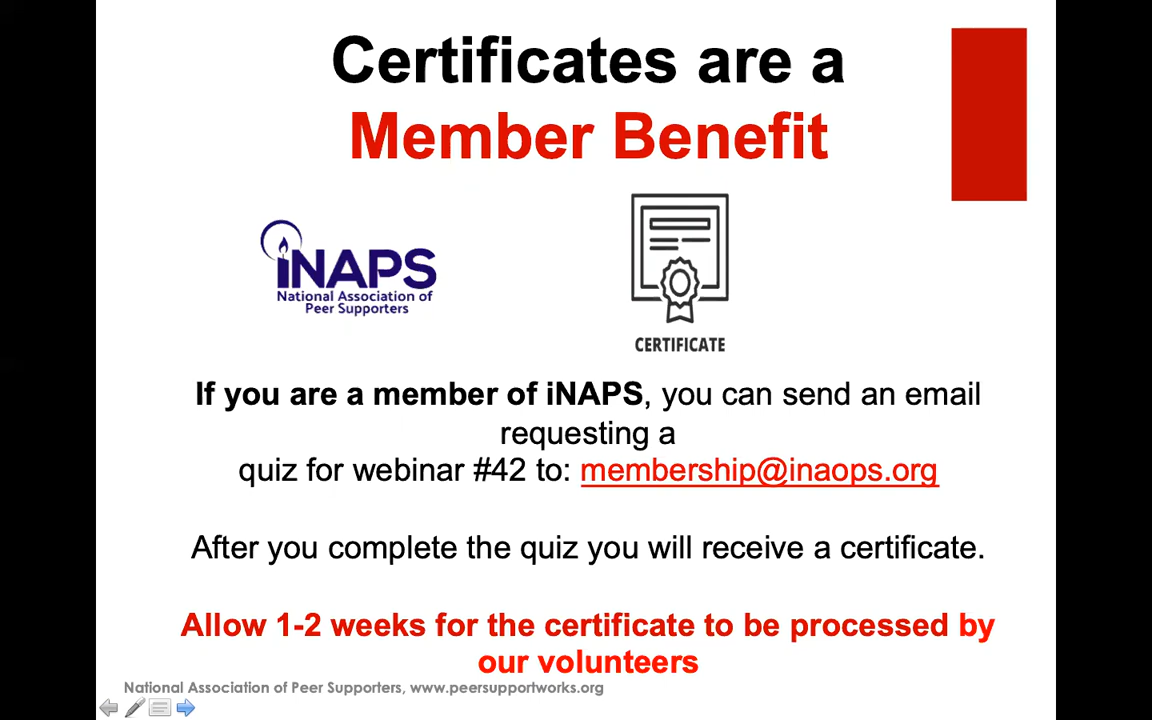 Certificates are a
Member Benefit
iNAPS
National Association of
Peer Supporters
CERTIFICATE
If you are a member of iNAPS, you can send an email
requesting a
quiz for webinar #42 to: membership@inaops.org
After you complete the quiz you will receive a certificate.
Allow 1-2 weeks for the certificate to be processed by
our volunteers
National Association of Peer Supporters, www.peersupportworks.org